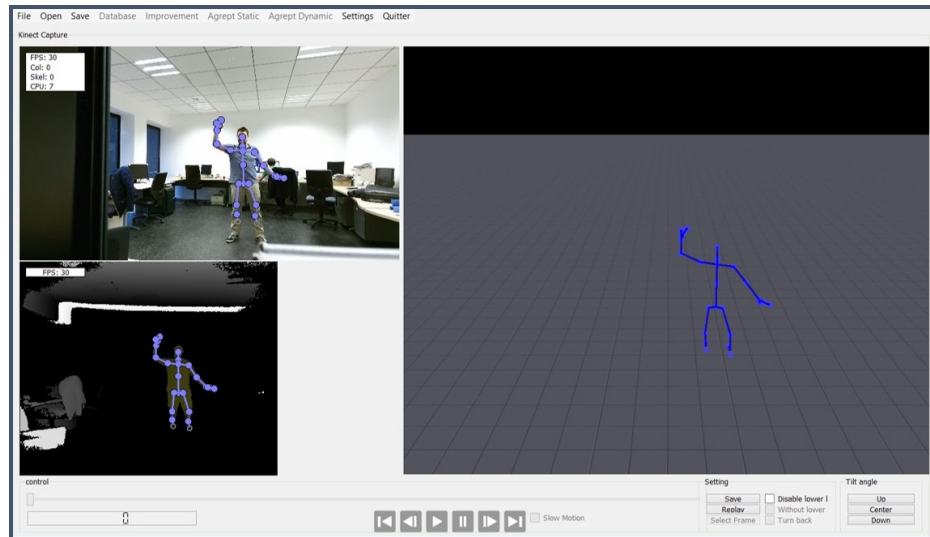 File Open Save Database Improvement Agrept Static Agrept Dynamic Settings Quitter
Kinect Capture
FPS: 30
Col: 0
Skel: 0
CPU: 7
FPS: 30
control
0
Slow Motion
Setting
Save
Disable lower l
Replay
Without lower
Select Frame
Turn back
Tilt angle
Up
Center
Down